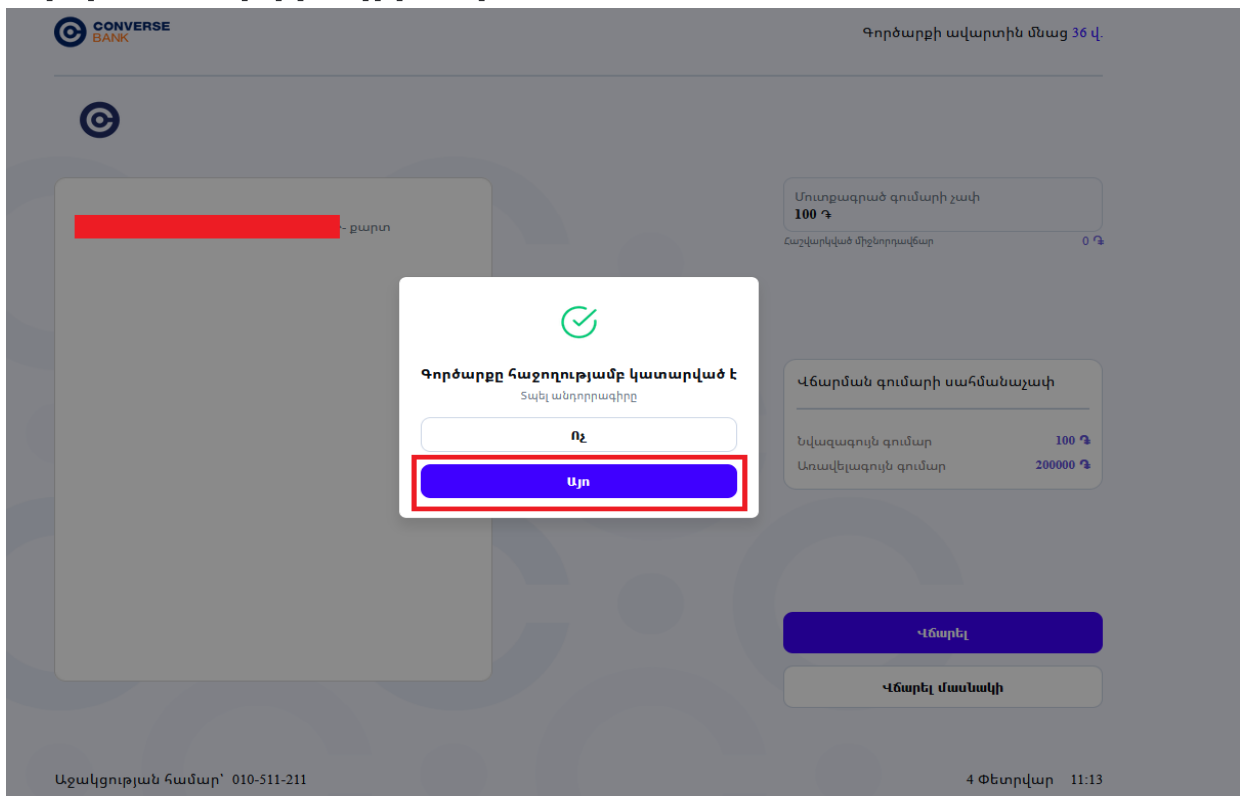 CONVERSE
BANK
Գործարքի ավարտին մնաց 36 վ.
Մուտքագրած գումարի չափ
100 ֏
Հաշվարկված միջնորդավճար 0 ֏
- քարտ
Գործարքը հաջողությամբ կատարված է
Տպել անդորրագիրը
Ոչ
Այո
Վճարման գումարի սահմանաչափ
Նվազագույն գումար 100 ֏
Առավելագույն գումար 200000 ֏
Վճարել
Վճարել մասնակի
Աջակցության համար՝ 010-511-211
4 Փետրվար 11:13